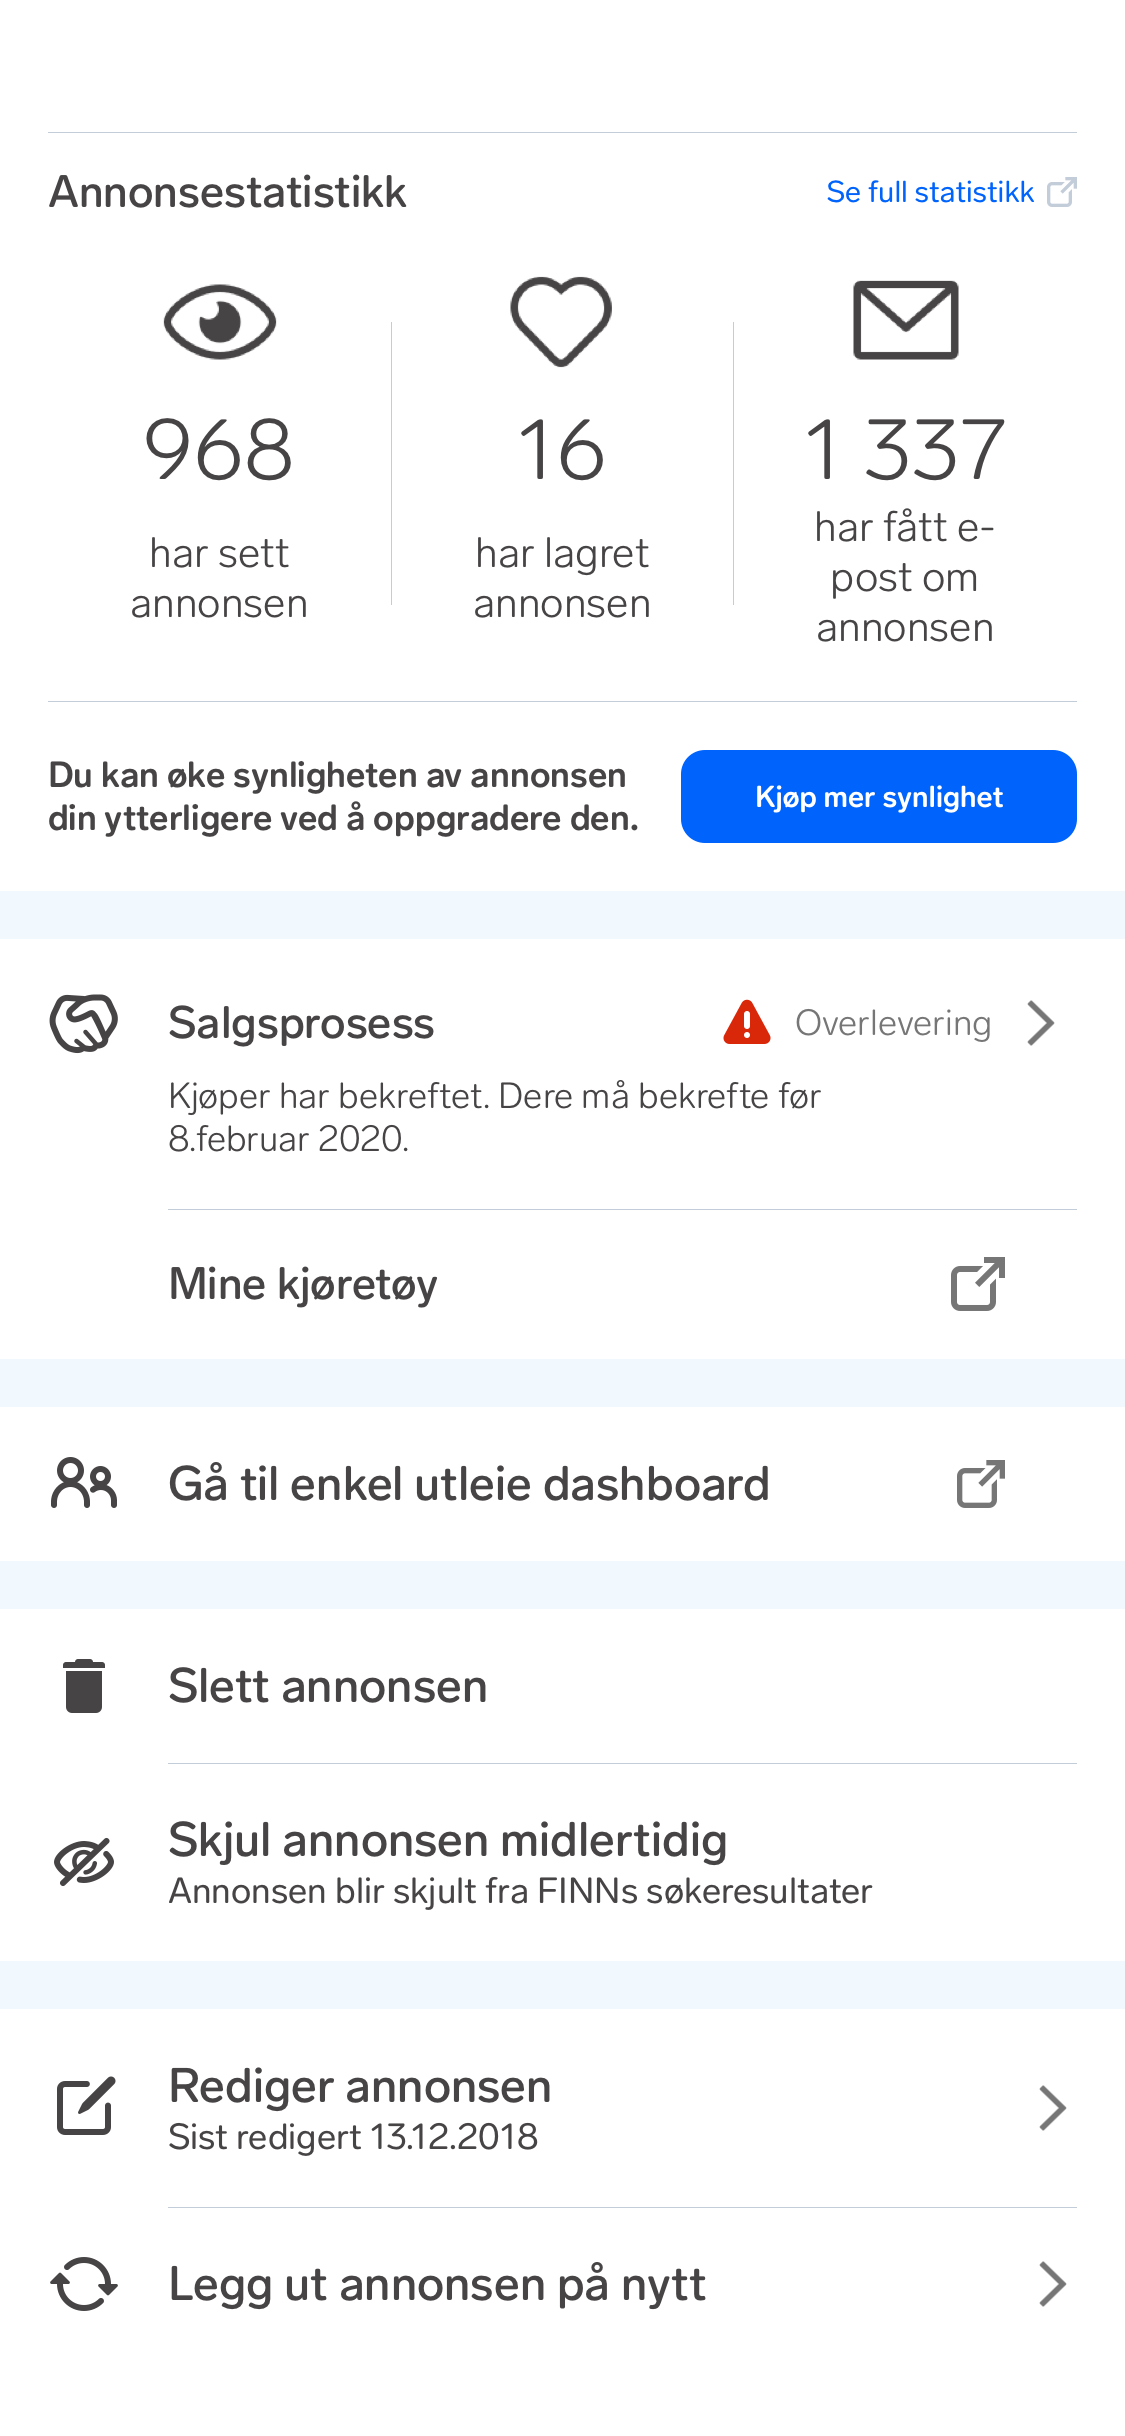 Annonsestatistikk
Se full statistikk
968
har sett
annonsen
16
har lagret
annonsen
1 337
har fått e-
post om
annonsen
Du kan øke synligheten av annonsen
din ytterligere ved å oppgradere den.
Kjøp mer synlighet
Salgsprosess
Overlevering
Kjøper har bekreftet. Dere må bekrefte før
8.februar 2020.
Mine kjøretøy
Gå til enkel utleie dashboard
Slett annonsen
Skjul annonsen midlertidig
Annonsen blir skjult fra FINNs søkeresultater
Rediger annonsen
Sist redigert 13.12.2018
Legg ut annonsen på nytt